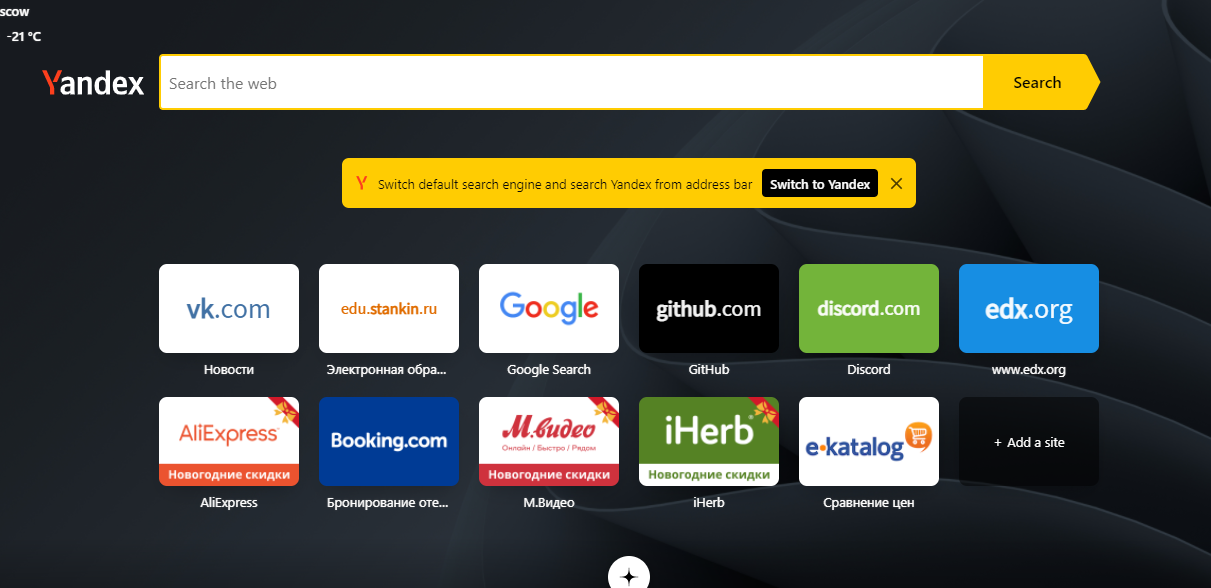 scow
-21 °C
Yandex
Search the web
Search
Y Switch default search engine and search Yandex from address bar
Switch to Yandex
vk.com
edu.stankin.ru
Google
github.com
discord.com
edx.org
Новости
Электронная обра...
Google Search
GitHub
Discord
www.edx.org
AliExpress
Новогодние скидки
Booking.com
М.видео
Онлайн / Быстро / Рядом
Новогодние скидки
iHerb
Новогодние скидки
e-katalog
+ Add a site
AliExpress
Бронирование оте...
М.Видео
iHerb
Сравнение цен